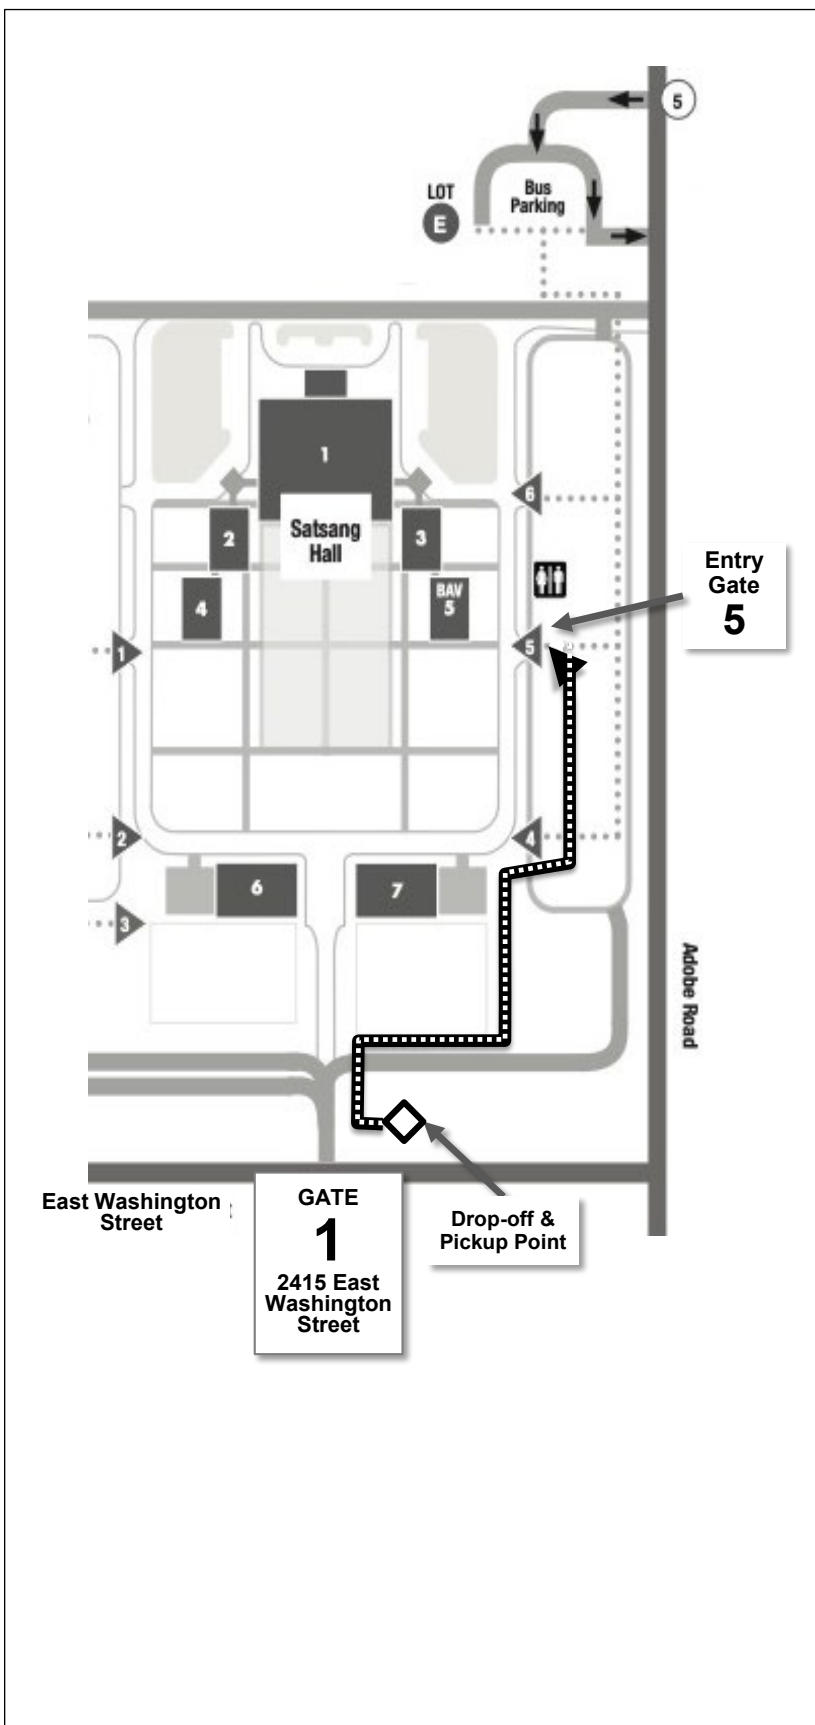 5
LOT
E
Bus
Parking
1
Satsang
Hall
2
3
4
BAV
5
6
Entry
Gate
5
1
5
2
4
6
7
3
Adobe Road
East Washington
Street
GATE
1
2415 East
Washington
Street
Drop-off &
Pickup Point